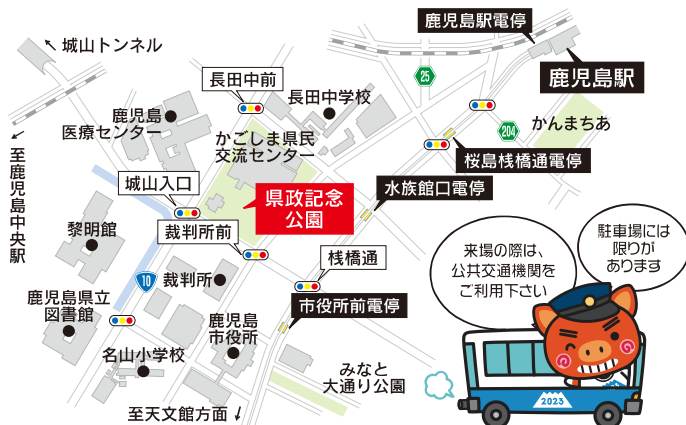 鹿児島駅電停
城山トンネル
鹿児島駅
25
長田中前
長田中学校
鹿児島
医療センター
かごしま県民
交流センター
204
かんまちあ
桜島桟橋通電停
至鹿児島中央駅
城山入口
県政記念
公園
水族館口電停
裁判所前
黎明館
桟橋通
10
裁判所
市役所前電停
鹿児島県立
図書館
鹿児島
市役所
名山小学校
みなと
大通り公園
至天文館方面
来場の際は、
公共交通機関を
ご利用下さい
駐車場には
限りが
あります
2023